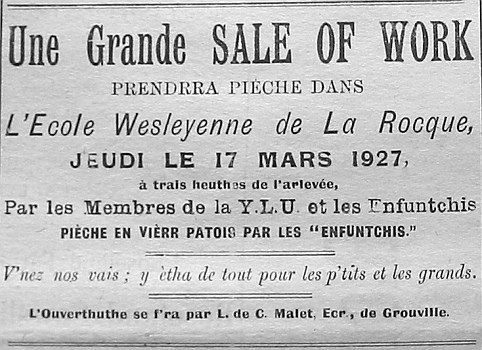 Une Grande SALE OF WORK
PRENDRRA PIÈCHE DANS
L'Ecole Wesleyenne de La Rocque,
JEUDI LE 17 MARS 1927,
à trais heuthes de l'arlevée,
Par les Membres de la Y.L.U. et les Enfuntchis
PIÈCHE EN VIÈRR PATOIS PAR LES "ENFUNTCHIS."
V'nez nos vais ; y ètha de tout pour les p'tits et les grands.
L'Ouverthuthe se f'ra par L. de C. Malet, Ecr., de Grouville.